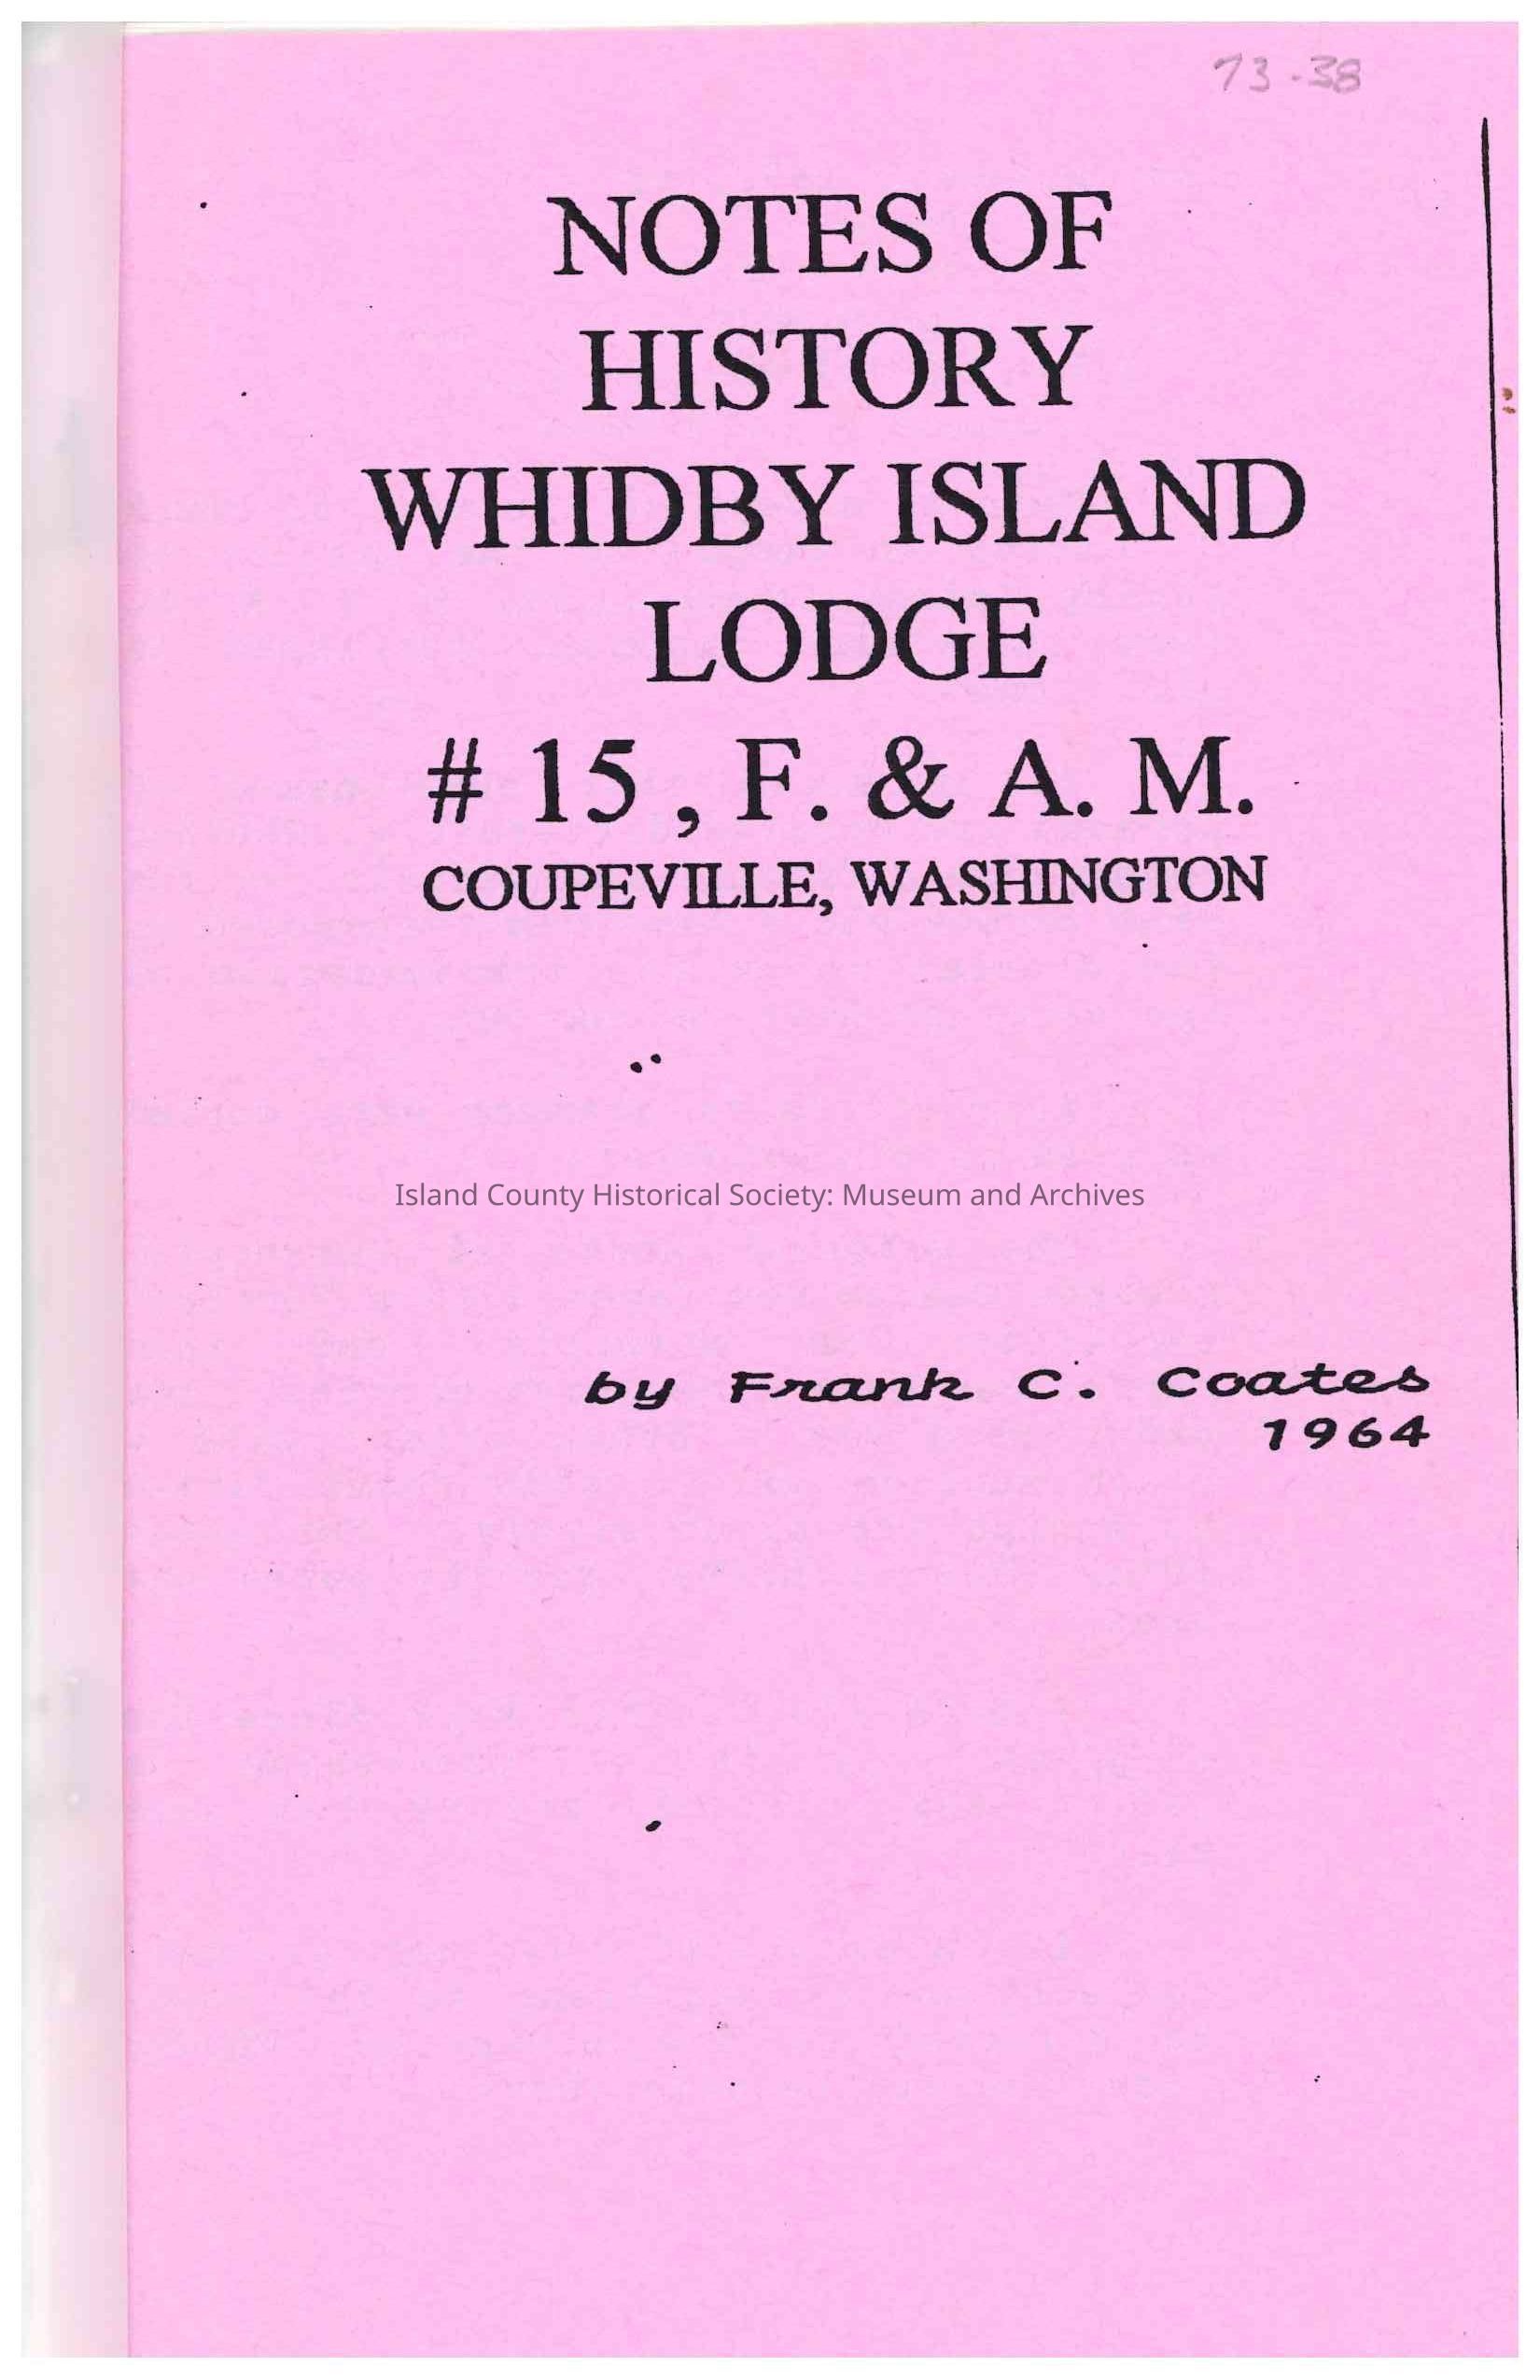 73-38
NOTES OF
HISTORY
WHIDBY ISLAND
LODGE
# 15 , F. & A. M.
COUPEVILLE, WASHINGTON
Island County Historical Society: Museum and Archives
by Frank C. Coates
1964